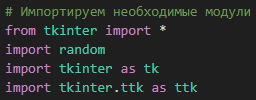 # Импортируем необходимые модули
from tkinter import *
import random
import tkinter as tk
import tkinter.ttk as ttk